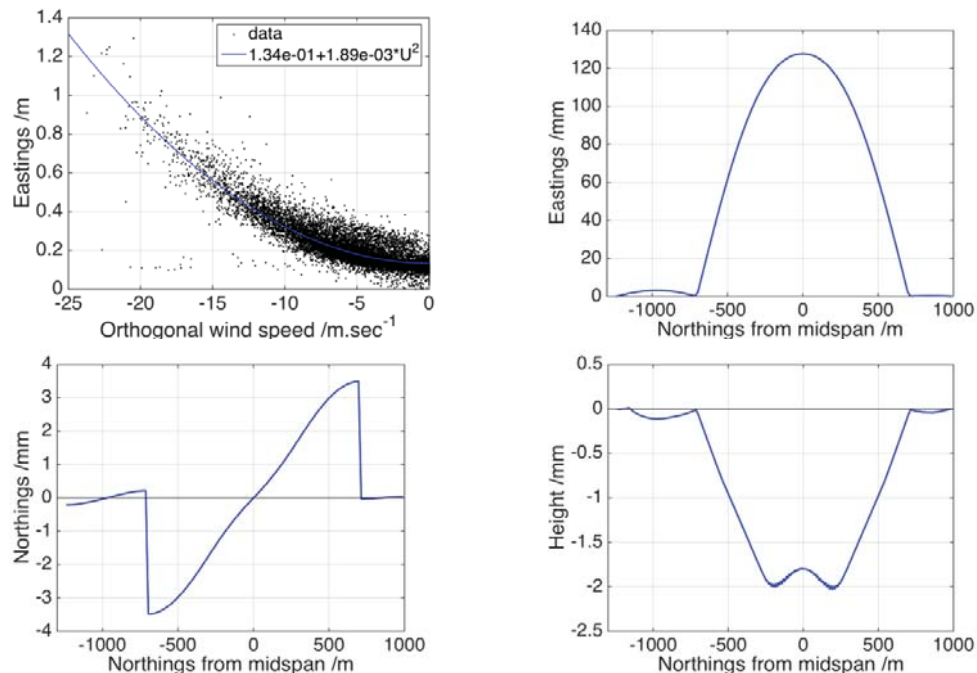 1.4
1.2
1
0.8
0.6
0.4
0.2
0
Eastings /m
data
1.34e-01+1.89e-03*U²
-25 -20 -15 -10 -5 0
Orthogonal wind speed /m.sec⁻¹
140
120
100
80
60
40
20
0
Eastings /mm
-1000 -500 0 500 1000
Northings from midspan /m
4
3
2
1
0
-1
-2
-3
-4
Northings /mm
-1000 -500 0 500 1000
Northings from midspan /m
0.5
0
-0.5
-1
-1.5
-2
-2.5
Height /mm
-1000 -500 0 500 1000
Northings from midspan /m